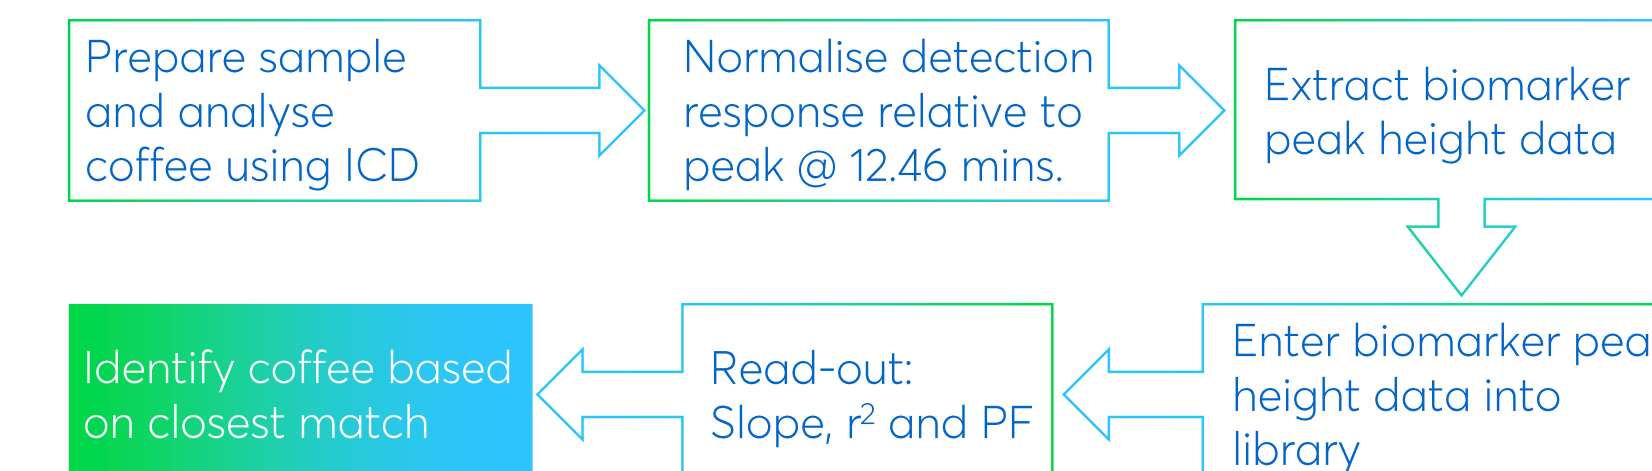 Prepare sample
and analyse
coffee using ICD
Normalise detection
response relative to
peak @ 12.46 mins.
Extract biomarker
peak height data
Enter biomarker
height data into
library
Read-out:
Slope, r² and PF
Identify coffee based
on closest match